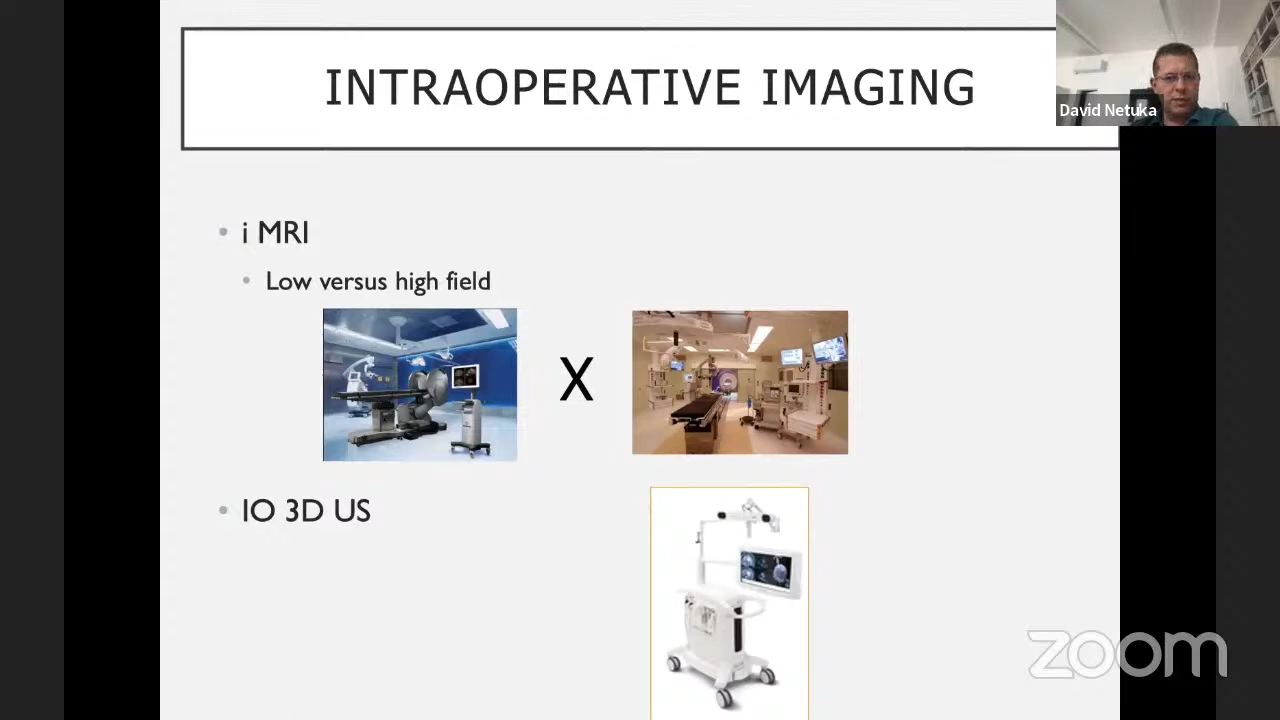 INTRAOPERATIVE IMAGING
David Netuka
• i MRI
• Low versus high field
X
• IO 3D US
zoom